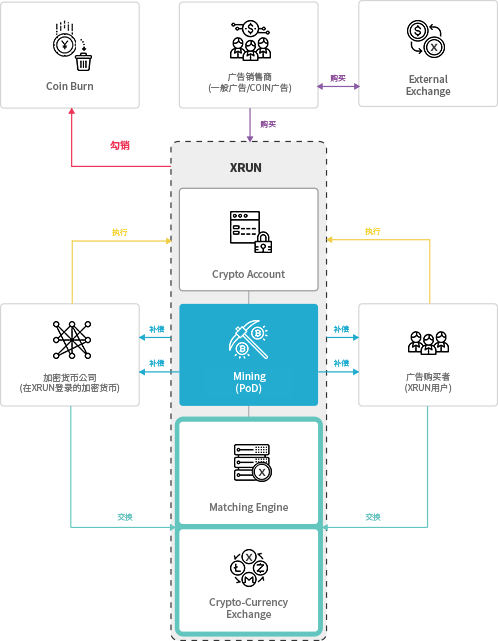 Coin Burn
广告销售商
(一般广告/COIN广告)
购买
External
Exchange
购买
勾销
XRUN
执行
执行
Crypto Account
补偿
补偿
补偿
补偿
Mining
(PoD)
加密货币公司
(在XRUN登录的加密货币)
广告购买者
(XRUN用户)
Matching Engine
交换
交换
Crypto-Currency
Exchange